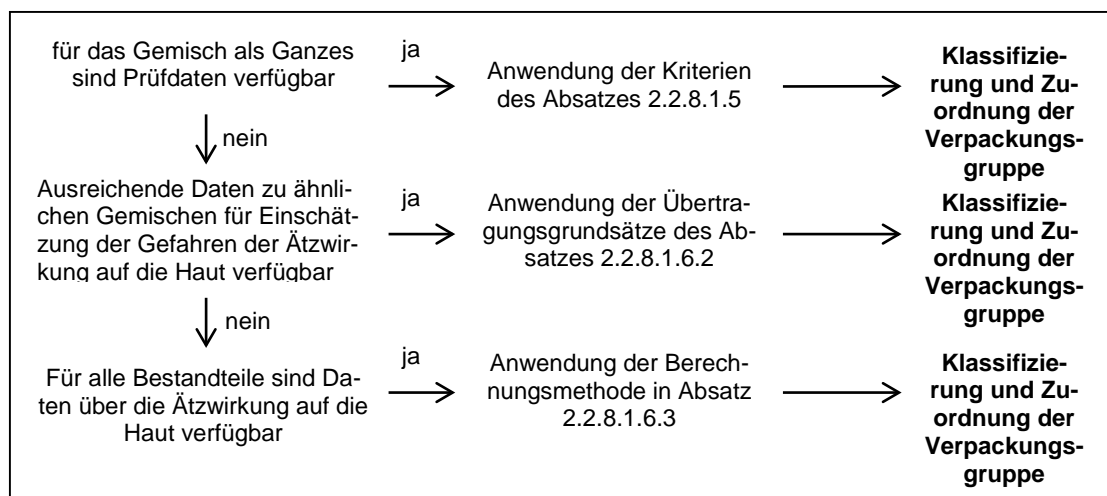 für das Gemisch als Ganzes
sind Prüfdaten verfügbar
ja
Anwendung der Kriterien
des Absatzes 2.2.8.1.5
Klassifizie-
rung und Zu-
ordnung der
Verpackungs-
gruppe
nein
Ausreichende Daten zu ähnli-
chen Gemischen für Einschät-
zung der Gefahren der Ätzwir-
kung auf die Haut verfügbar
ja
Anwendung der Übertra-
gungsgrundsätze des Ab-
satzes 2.2.8.1.6.2
Klassifizie-
rung und Zu-
ordnung der
Verpackungs-
gruppe
nein
Für alle Bestandteile sind Da-
ten über die Ätzwirkung auf die
Haut verfügbar
ja
Anwendung der Berech-
nungsmethode in Absatz
2.2.8.1.6.3
Klassifizie-
rung und Zu-
ordnung der
Verpackungs-
gruppe